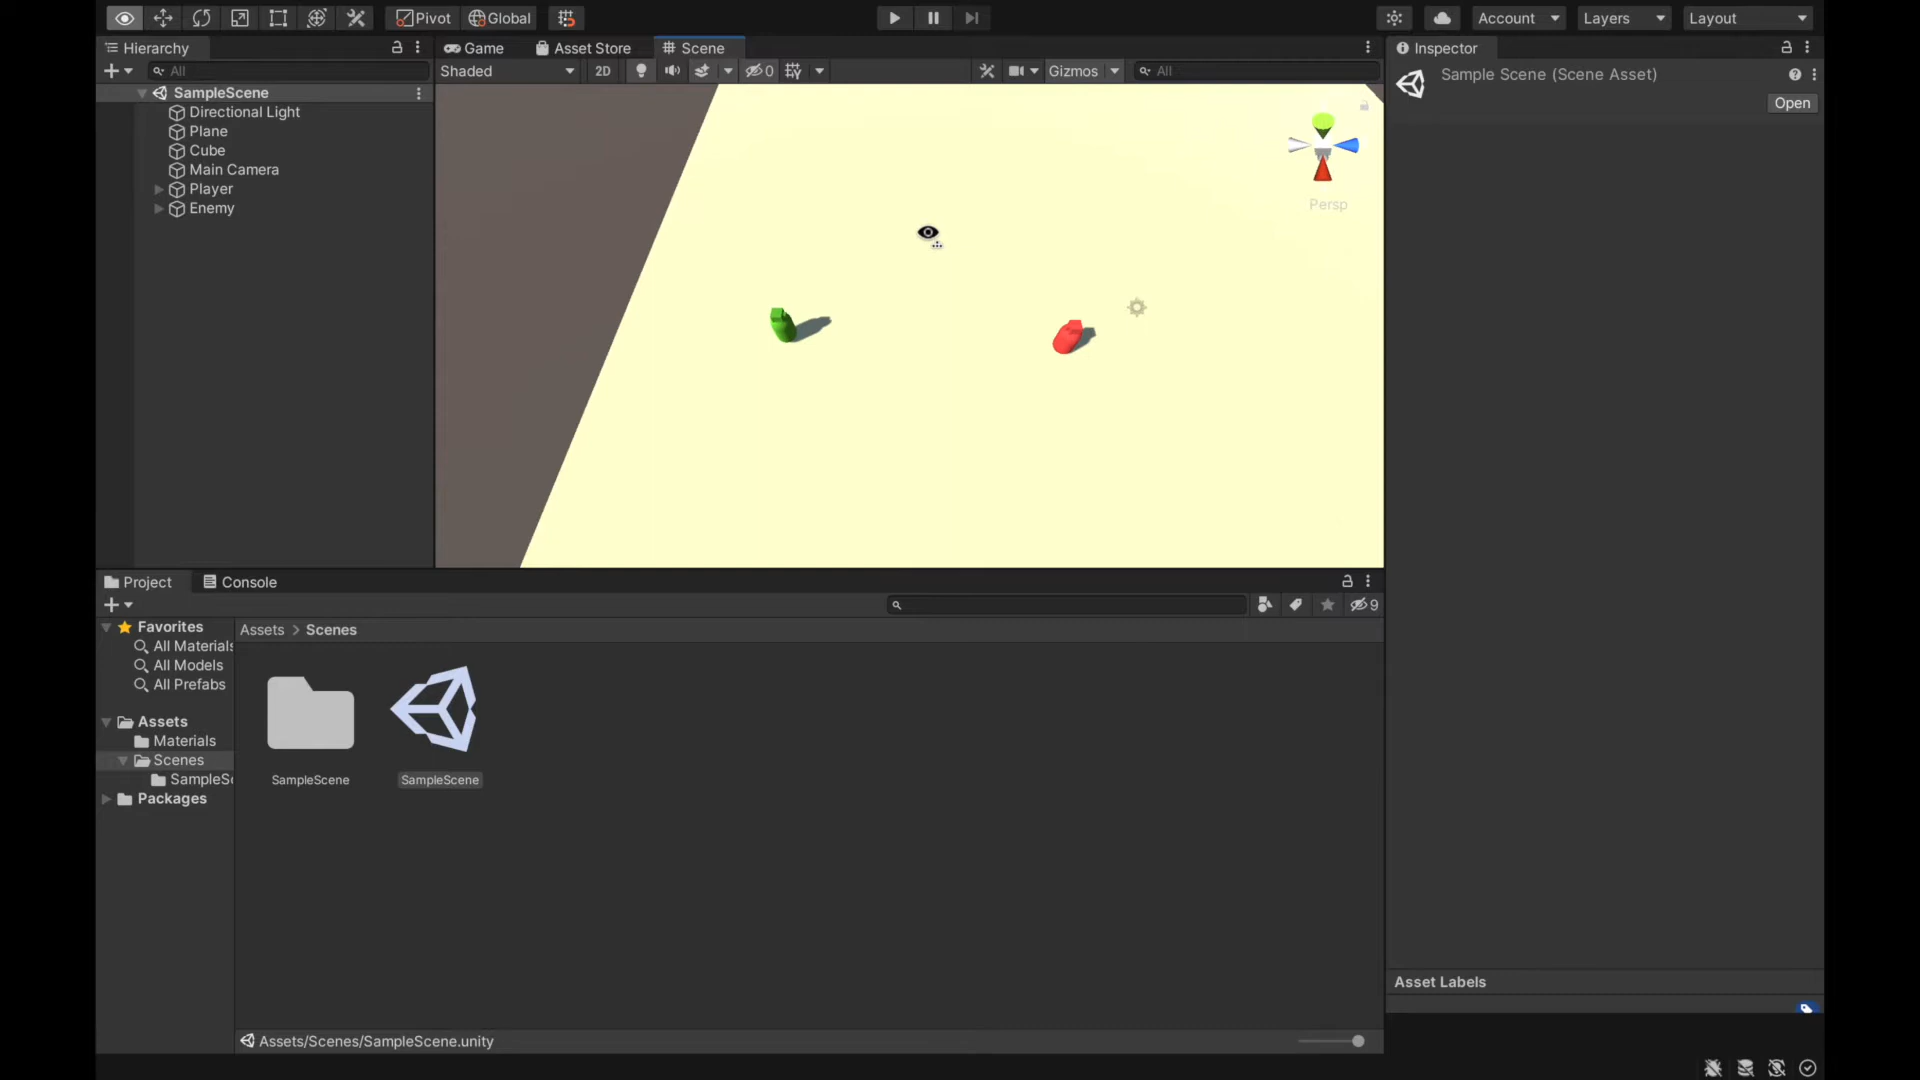 Pivot Global Account Layers Layout
Hierarchy
Game Asset Store Scene
Inspector
All
Shaded 2D 0 Gizmos All
Sample Scene (Scene Asset)
Open
SampleScene
Directional Light
Plane
Cube
Main Camera
Player
Enemy
Persp
Project Console
9
Favorites
All Materials
All Models
All Prefabs
Assets
Materials
Scenes
SampleSc
Packages
Assets > Scenes
SampleScene SampleScene
Assets/Scenes/SampleScene.unity
Asset Labels